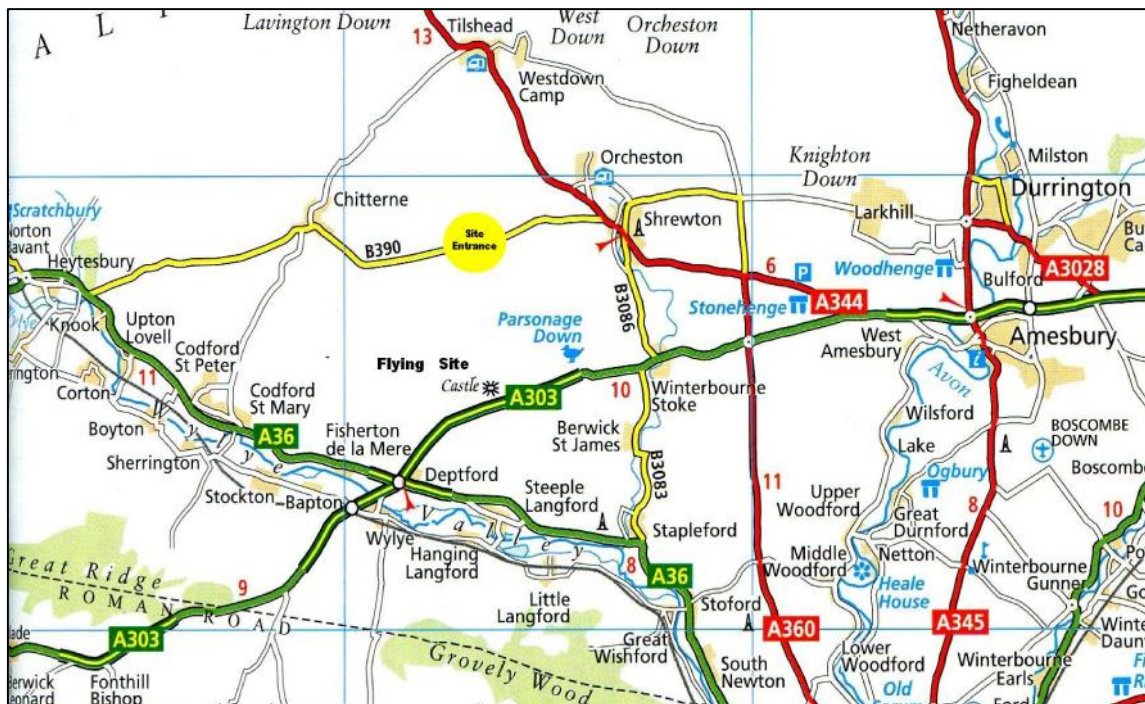 A
L
Lavington Down
13
Tilshead
West
Down
Orcheston
Down
Netheravon
Westdown
Camp
Figheldean
Orcheston
Knighton
Down
Milston
Durrington
Scratchbury
Norton
Bavant
Chitterne
Site
Entrance
Shrewton
Larkhill
Heytesbury
B390
6
P
Woodhenge
Bulford
A3028
Stonehenge
A344
Knook
Upton
Lovell
B3086
Parsonage
Down
West
Amesbury
i
Amesbury
Codford
St Peter
Flying Site
Castle
A303
10
Winterbourne
Stoke
Avon
11
Corton
Codford
St Mary
Wilsford
Boyton
A36
Fisherton
de la Mere
Berwick
St James
Lake
BOSCOMBE
DOWN
Sherrington
Wylye
Deptford
B3083
Ogbury
Stockton
Bapton
Steeple
Langford
11
Upper
Woodford
8
10
Great
Durnford
Wylye
Valley
Hanging
Langford
Stapleford
Netton
Great Ridge
ROMAN ROAD
9
8
A36
Middle
Woodford
Heale
House
Winterbourne
Gunner
Little
Langford
Stoford
A303
Great
Wishford
A360
A345
Grovely Wood
Lower
Woodford
Winterbourne
Earls
Fonthill
Bishop
South
Newton
Old
Ford